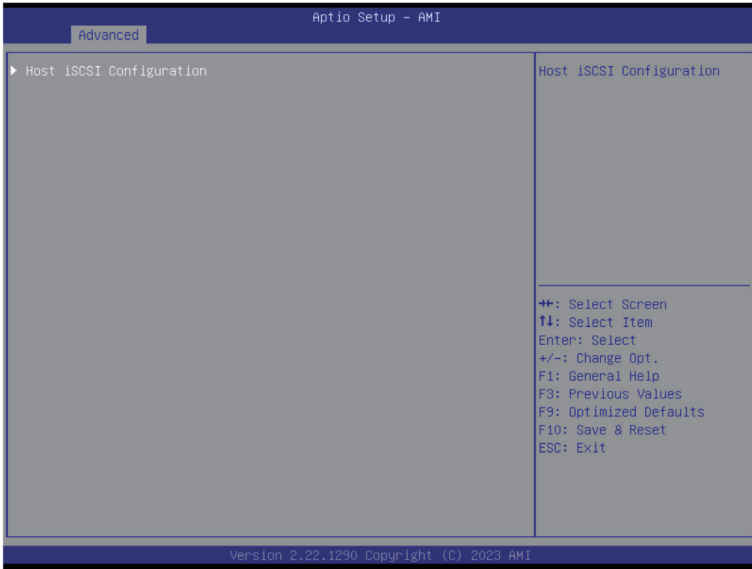 Aptio Setup – AMI
Advanced
▶ Host iSCSI Configuration
Host iSCSI Configuration
→←: Select Screen
↑↓: Select Item
Enter: Select
+/-: Change Opt.
F1: General Help
F3: Previous Values
F9: Optimized Defaults
F10: Save & Reset
ESC: Exit
Version 2.22.1290 Copyright (C) 2023 AMI